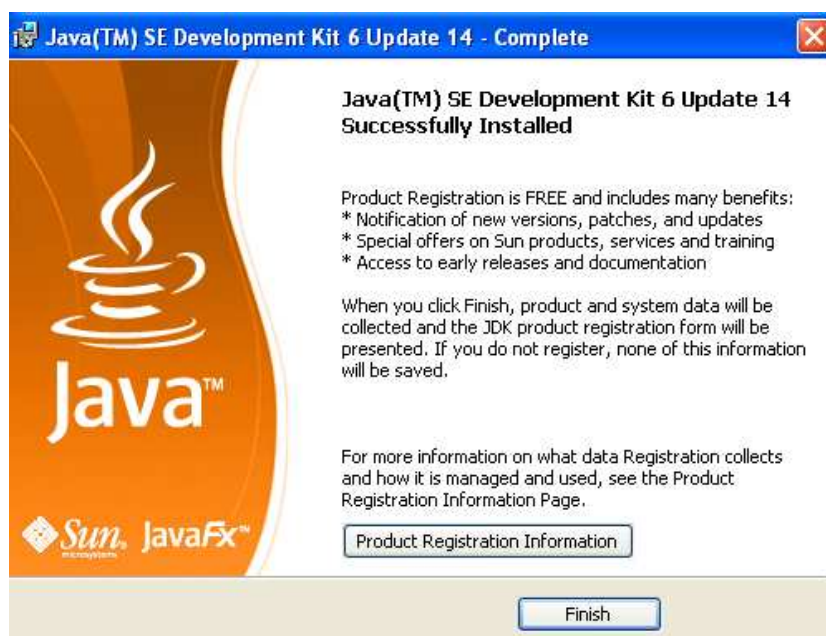 Java(TM) SE Development Kit 6 Update 14 - Complete
Java(TM) SE Development Kit 6 Update 14
Successfully Installed
Product Registration is FREE and includes many benefits:
* Notification of new versions, patches, and updates
* Special offers on Sun products, services and training
* Access to early releases and documentation
When you click Finish, product and system data will be
collected and the JDK product registration form will be
presented. If you do not register, none of this information
will be saved.
Java™
For more information on what data Registration collects
and how it is managed and used, see the Product
Registration Information Page.
Sun microsystems JavaFx™
Product Registration Information
Finish